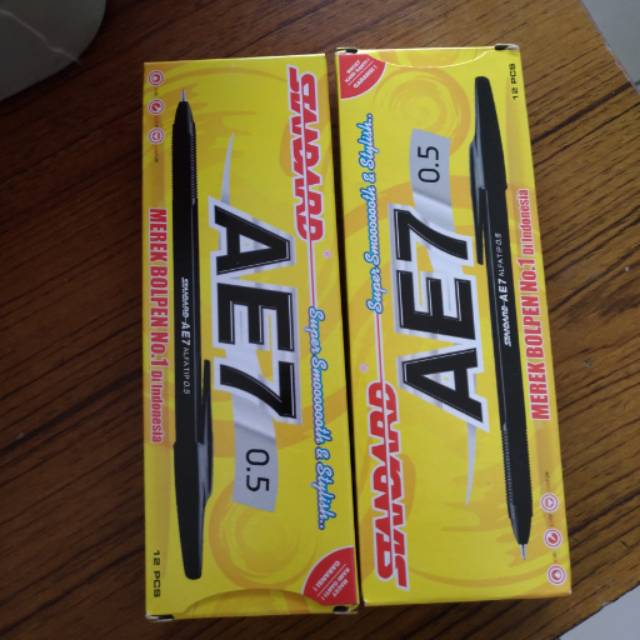 STANDARD
Super Smooooooth & Stylish..
AE7
0.5
STANDARD AE7 ALFATIP 0.5
MEREK BOLPEN No.1 Di Indonesia
12 PCS
STANDARD
Super Smooooooth & Stylish..
AE7
0.5
STANDARD AE7 ALFATIP 0.5
MEREK BOLPEN No.1 Di Indonesia
12 PCS